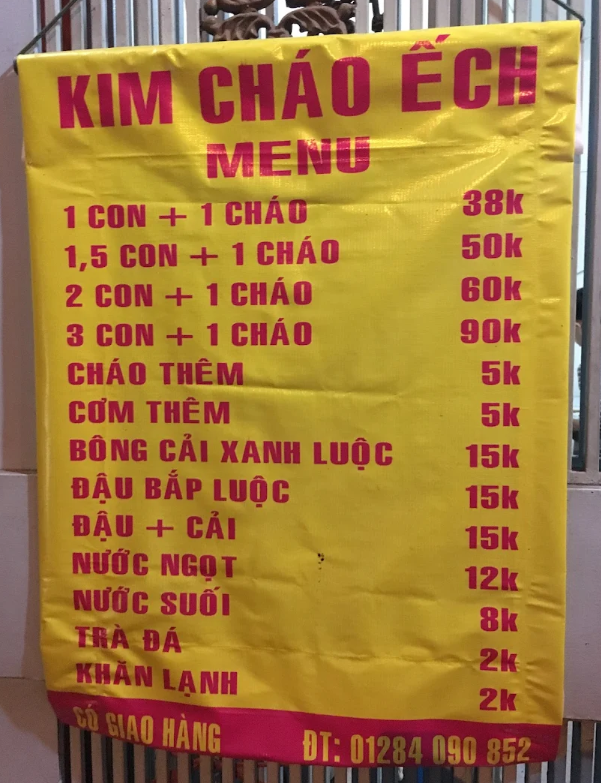 KIM CHÁO ẾCH
MENU
1 CON + 1 CHÁO 38k
1,5 CON + 1 CHÁO 50k
2 CON + 1 CHÁO 60k
3 CON + 1 CHÁO 90k
CHÁO THÊM 5k
CƠM THÊM 5k
BÔNG CẢI XANH LUỘC 15k
ĐẬU BẮP LUỘC 15k
ĐẬU + CẢI 15k
NƯỚC NGỌT 12k
NƯỚC SUỐI 8k
TRÀ ĐÁ 2k
KHĂN LẠNH 2k
CÓ GIAO HÀNG ĐT: 01284 090 852